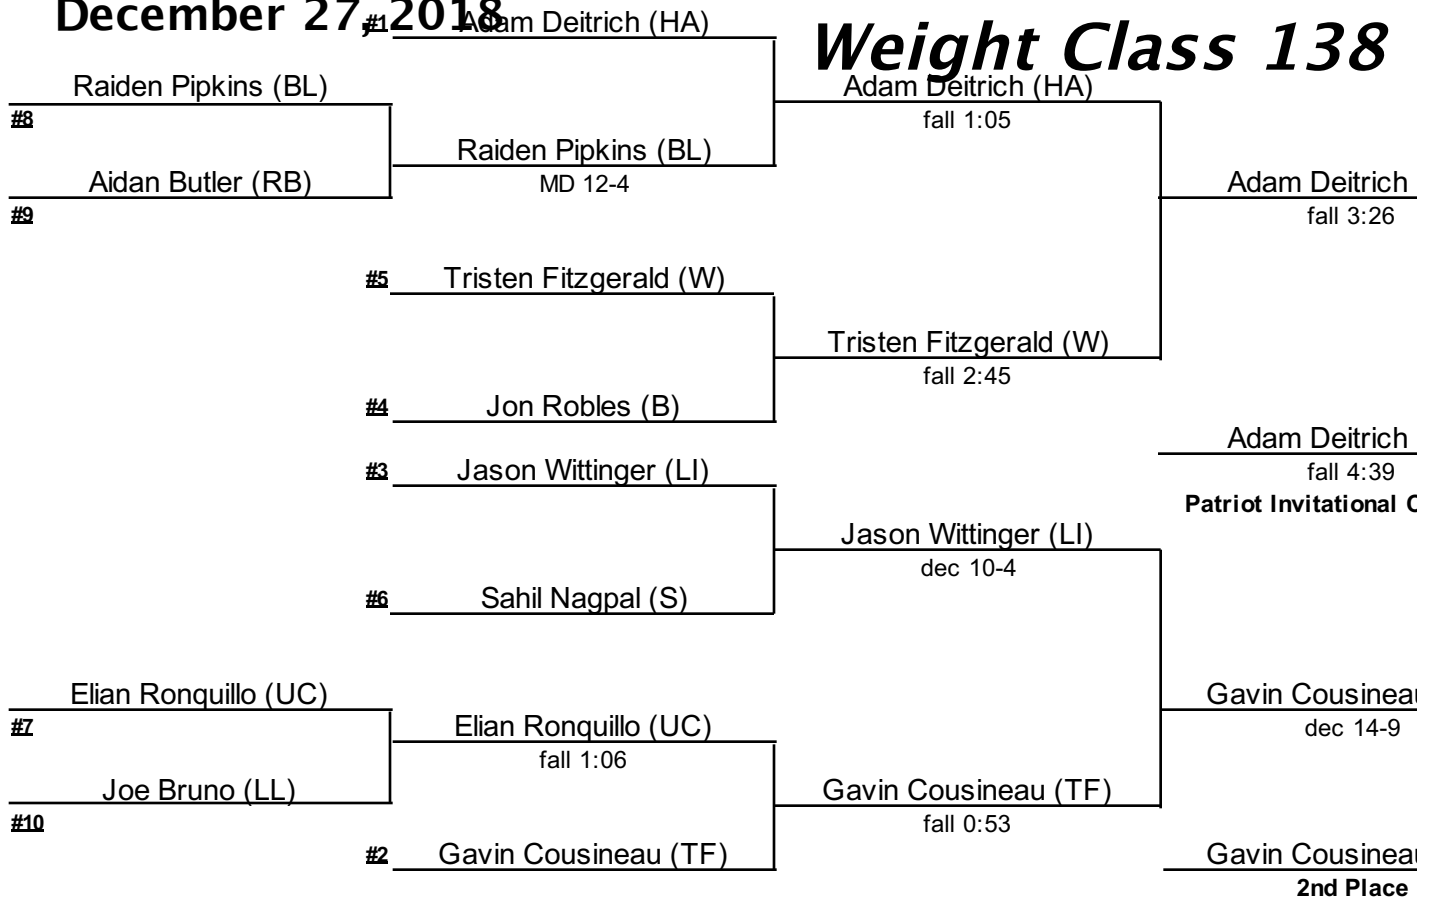 December 27, 2018
#1 Adam Deitrich (HA)
Weight Class 138
Raiden Pipkins (BL)
Adam Deitrich (HA)
#8
fall 1:05
Raiden Pipkins (BL)
Aidan Butler (RB)
MD 12-4
Adam Deitrich
#9
fall 3:26
#5 Tristen Fitzgerald (W)
Tristen Fitzgerald (W)
fall 2:45
#4 Jon Robles (B)
Adam Deitrich
#3 Jason Wittinger (LI)
fall 4:39
Patriot Invitational
Jason Wittinger (LI)
dec 10-4
#6 Sahil Nagpal (S)
Elian Ronquillo (UC)
Gavin Cousineau
#7
Elian Ronquillo (UC)
dec 14-9
fall 1:06
Joe Bruno (LL)
Gavin Cousineau (TF)
#10
fall 0:53
#2 Gavin Cousineau (TF)
Gavin Cousineau
2nd Place